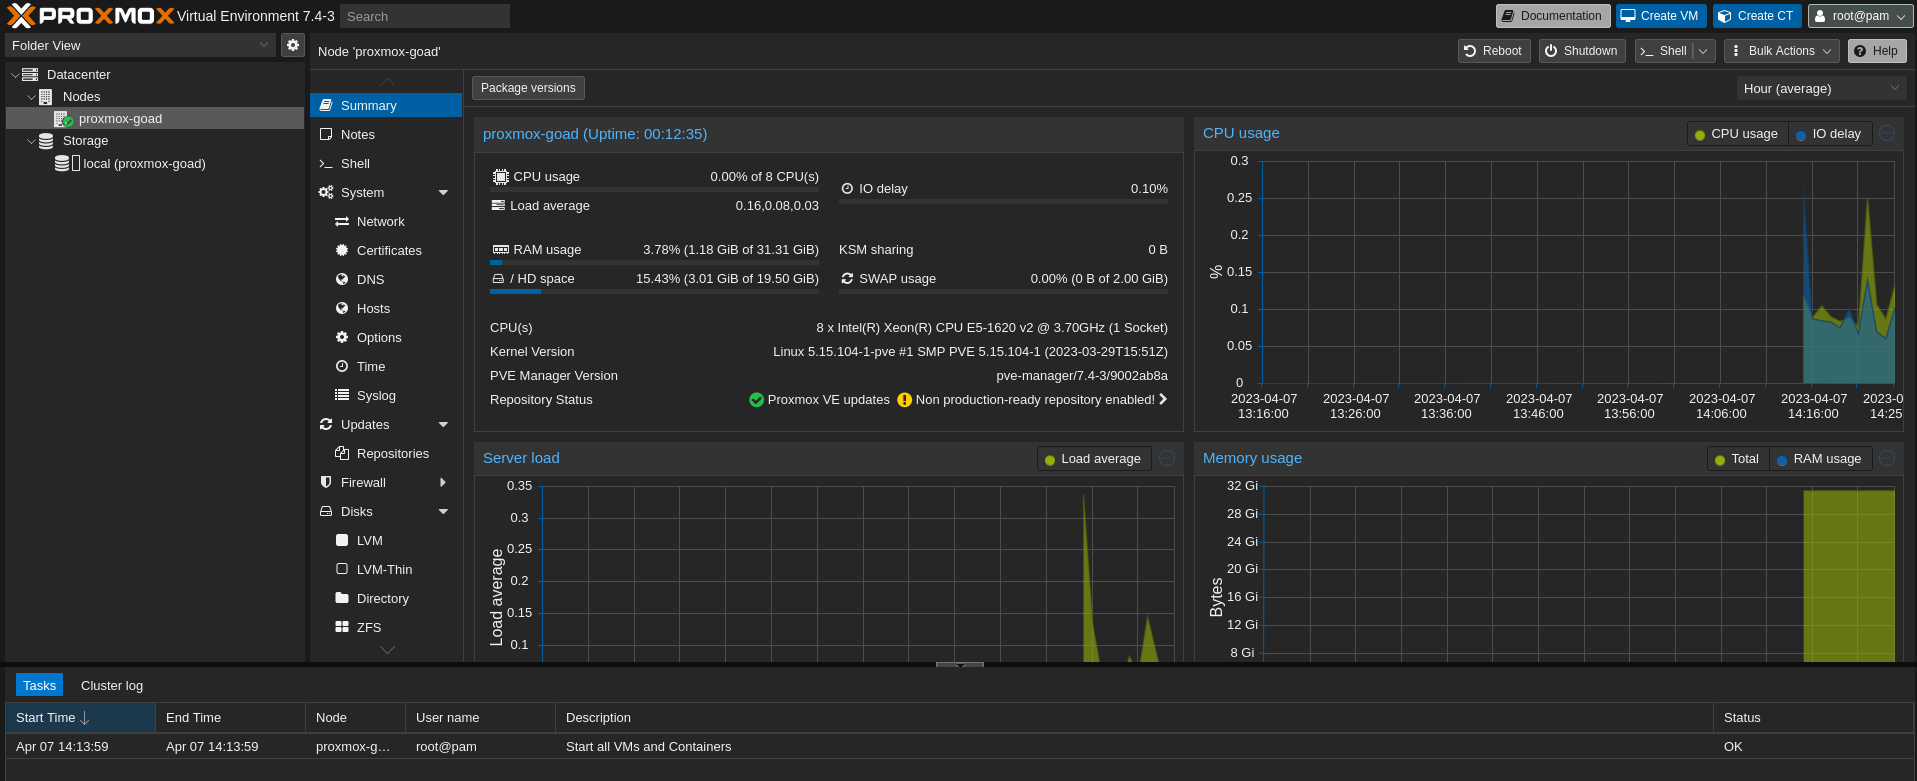 PROXMOX Virtual Environment 7.4-3 Search Documentation Create VM Create CT root@pam
Folder View
Datacenter
Nodes
proxmox-goad
Storage
local (proxmox-goad)
Node 'proxmox-goad' Reboot Shutdown Shell Bulk Actions Help
Summary
Notes
Shell
System
Network
Certificates
DNS
Hosts
Options
Time
Syslog
Updates
Repositories
Firewall
Disks
LVM
LVM-Thin
Directory
ZFS
Package versions Hour (average)
proxmox-goad (Uptime: 00:12:35)
CPU usage 0.00% of 8 CPU(s)
IO delay 0.10%
Load average 0.16,0.08,0.03
RAM usage 3.78% (1.18 GiB of 31.31 GiB) KSM sharing 0 B
/ HD space 15.43% (3.01 GiB of 19.50 GiB) SWAP usage 0.00% (0 B of 2.00 GiB)
CPU(s) 8 x Intel(R) Xeon(R) CPU E5-1620 v2 @ 3.70GHz (1 Socket)
Kernel Version Linux 5.15.104-1-pve #1 SMP PVE 5.15.104-1 (2023-03-29T15:51Z)
PVE Manager Version pve-manager/7.4-3/9002ab8a
Repository Status Proxmox VE updates Non production-ready repository enabled!
CPU usage CPU usage IO delay
0.3
0.25
0.2
0.15
0.1
0.05
0
%
2023-04-07 2023-04-07 2023-04-07 2023-04-07 2023-04-07 2023-04-07 2023-04-07 2023-0
13:16:00 13:26:00 13:36:00 13:46:00 13:56:00 14:06:00 14:16:00 14:25
Server load Load average
0.35
0.3
0.25
0.2
0.15
0.1
Load average
Memory usage Total RAM usage
32 Gi
28 Gi
24 Gi
20 Gi
16 Gi
12 Gi
8 Gi
Bytes
Tasks Cluster log
Start Time End Time Node User name Description Status
Apr 07 14:13:59 Apr 07 14:13:59 proxmox-g... root@pam Start all VMs and Containers OK